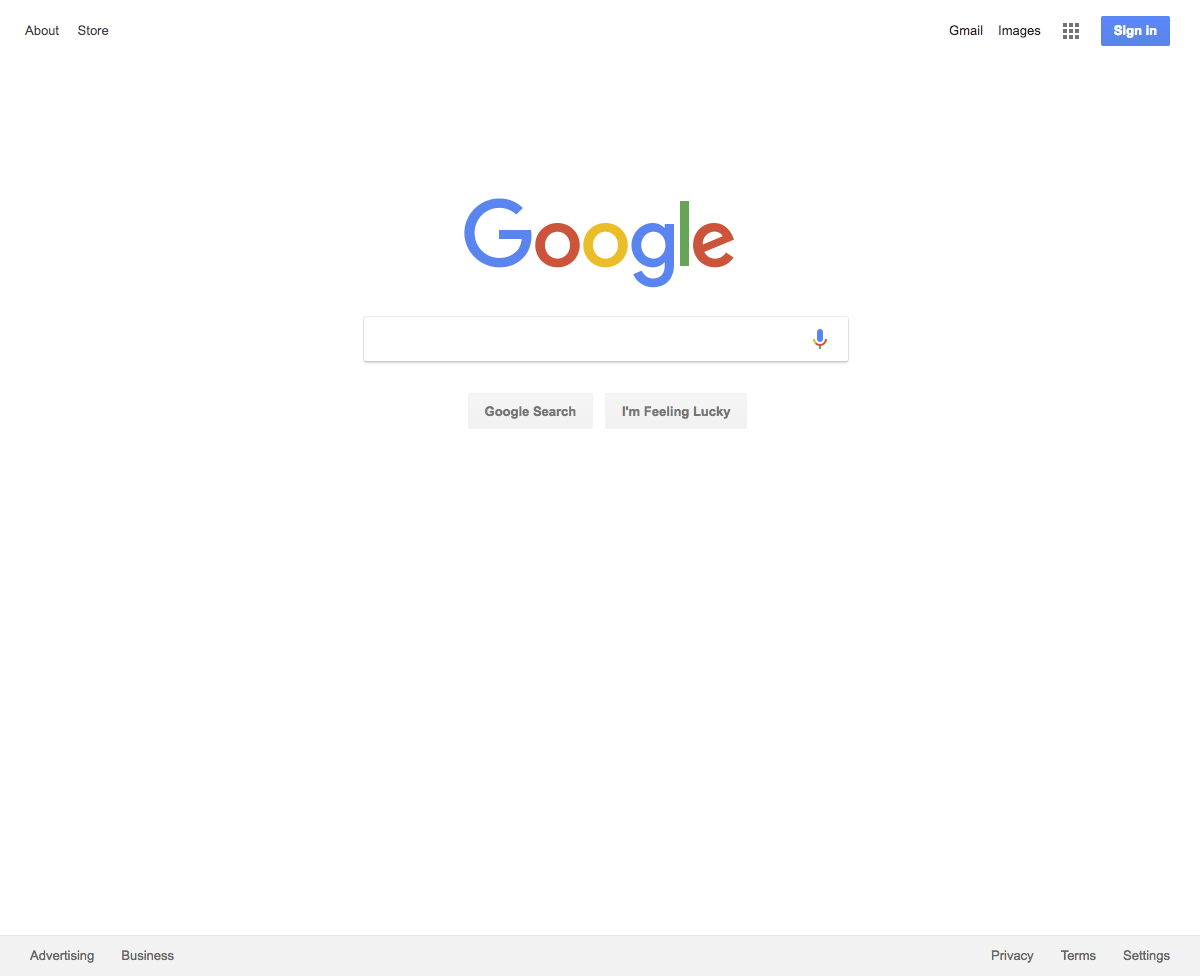 About Store Gmail Images Sign in
Google
Google Search I'm Feeling Lucky
Advertising Business Privacy Terms Settings